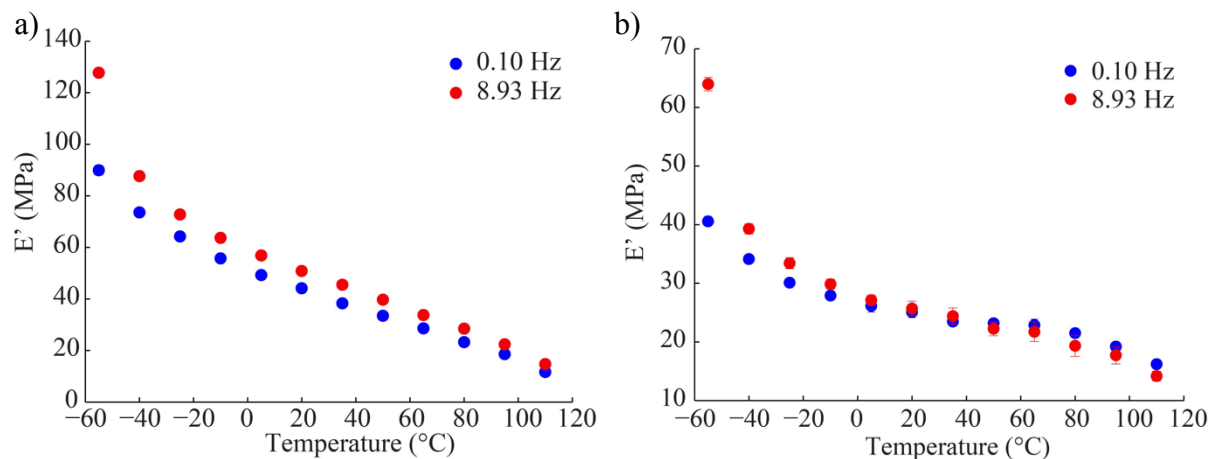 a)
140
120
100
80
60
40
20
0
E’ (MPa)
0.10 Hz
8.93 Hz
−60 −40 −20 0 20 40 60 80 100 120
Temperature (°C)
b)
70
60
50
40
30
20
10
E’ (MPa)
0.10 Hz
8.93 Hz
−60 −40 −20 0 20 40 60 80 100 120
Temperature (°C)